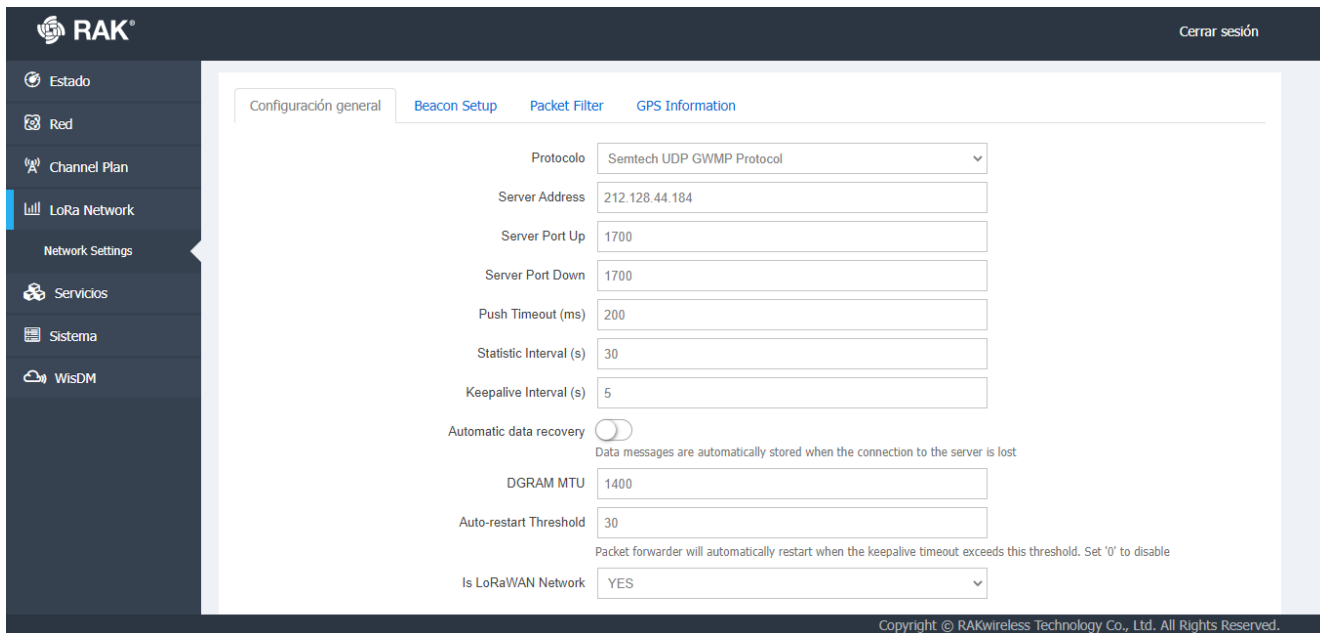 RAK®
Cerrar sesión
Estado
Red
Channel Plan
LoRa Network
Network Settings
Servicios
Sistema
WisDM
Configuración general Beacon Setup Packet Filter GPS Information
Protocolo Semtech UDP GWMP Protocol
Server Address 212.128.44.184
Server Port Up 1700
Server Port Down 1700
Push Timeout (ms) 200
Statistic Interval (s) 30
Keepalive Interval (s) 5
Automatic data recovery
Data messages are automatically stored when the connection to the server is lost
DGRAM MTU 1400
Auto-restart Threshold 30
Packet forwarder will automatically restart when the keepalive timeout exceeds this threshold. Set '0' to disable
Is LoRaWAN Network YES
Copyright © RAKwireless Technology Co., Ltd. All Rights Reserved.